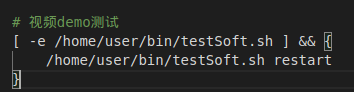 # 视频demo测试
[ -e /home/user/bin/testSoft.sh ] && {
    /home/user/bin/testSoft.sh restart
}